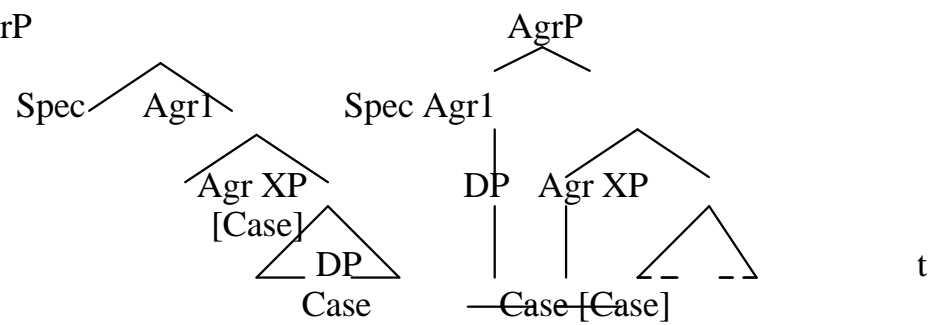 rP AgrP
Spec Agr1 Spec Agr1
Agr XP DP Agr XP
[Case]
DP t
Case Case [Case]